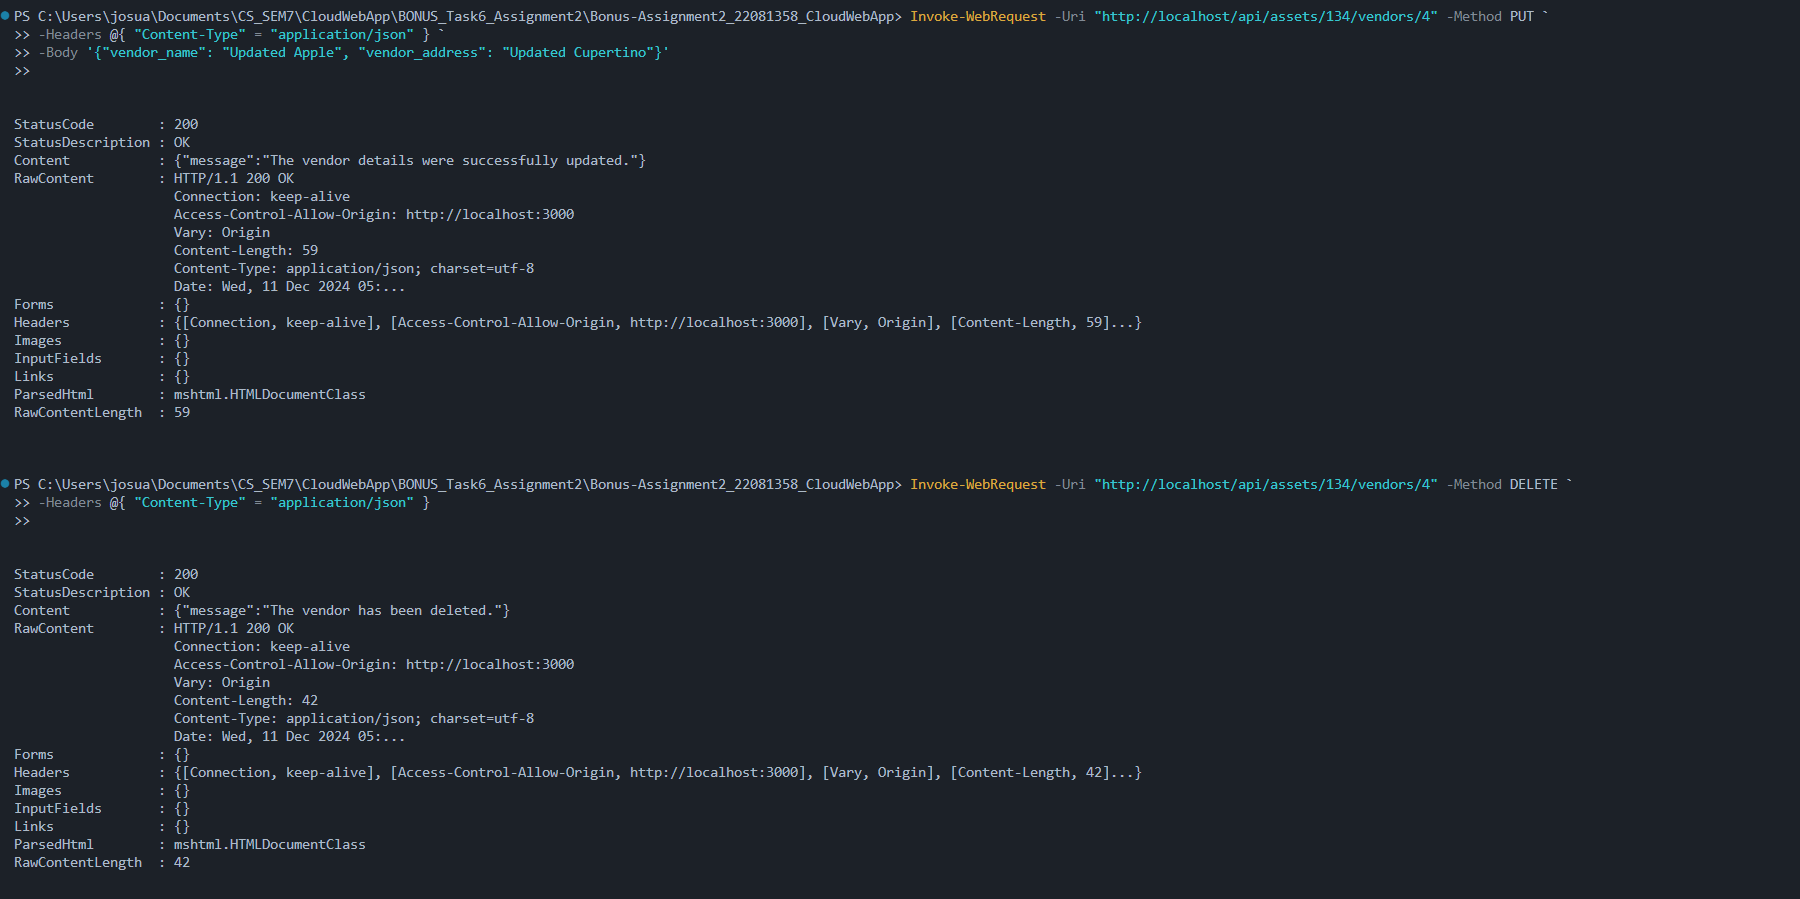 PS C:\Users\josua\Documents\CS_SEM7\CloudWebApp\BONUS_Task6_Assignment2\Bonus-Assignment2_22081358_CloudWebApp> Invoke-WebRequest -Uri "http://localhost/api/assets/134/vendors/4" -Method PUT `
>> -Headers @{ "Content-Type" = "application/json" } `
>> -Body '{"vendor_name": "Updated Apple", "vendor_address": "Updated Cupertino"}'
>>
StatusCode        : 200
StatusDescription : OK
Content           : {"message":"The vendor details were successfully updated."}
RawContent        : HTTP/1.1 200 OK
                    Connection: keep-alive
                    Access-Control-Allow-Origin: http://localhost:3000
                    Vary: Origin
                    Content-Length: 59
                    Content-Type: application/json; charset=utf-8
                    Date: Wed, 11 Dec 2024 05:...
Forms             : {}
Headers           : {[Connection, keep-alive], [Access-Control-Allow-Origin, http://localhost:3000], [Vary, Origin], [Content-Length, 59]...}
Images            : {}
InputFields       : {}
Links             : {}
ParsedHtml        : mshtml.HTMLDocumentClass
RawContentLength  : 59
PS C:\Users\josua\Documents\CS_SEM7\CloudWebApp\BONUS_Task6_Assignment2\Bonus-Assignment2_22081358_CloudWebApp> Invoke-WebRequest -Uri "http://localhost/api/assets/134/vendors/4" -Method DELETE `
>> -Headers @{ "Content-Type" = "application/json" }
>>
StatusCode        : 200
StatusDescription : OK
Content           : {"message":"The vendor has been deleted."}
RawContent        : HTTP/1.1 200 OK
                    Connection: keep-alive
                    Access-Control-Allow-Origin: http://localhost:3000
                    Vary: Origin
                    Content-Length: 42
                    Content-Type: application/json; charset=utf-8
                    Date: Wed, 11 Dec 2024 05:...
Forms             : {}
Headers           : {[Connection, keep-alive], [Access-Control-Allow-Origin, http://localhost:3000], [Vary, Origin], [Content-Length, 42]...}
Images            : {}
InputFields       : {}
Links             : {}
ParsedHtml        : mshtml.HTMLDocumentClass
RawContentLength  : 42